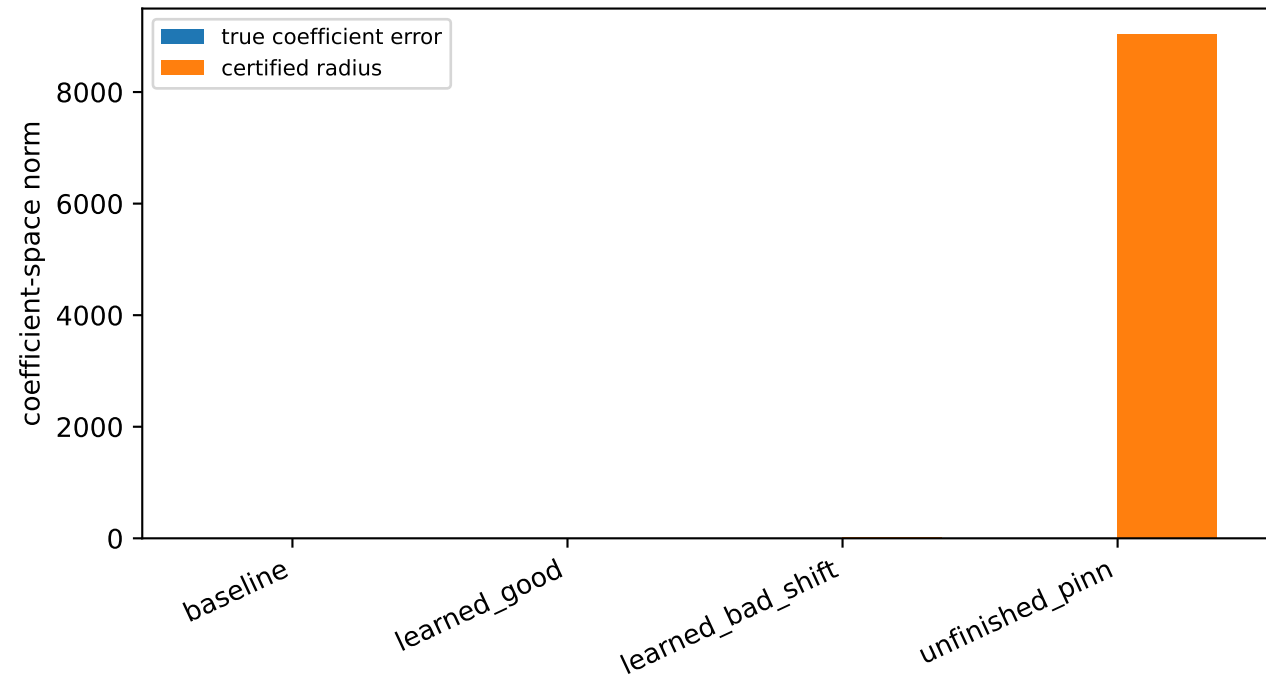 true coefficient error
certified radius
coefficient-space norm
8000
6000
4000
2000
0
baseline
learned_good
learned_bad_shift
unfinished_pinn